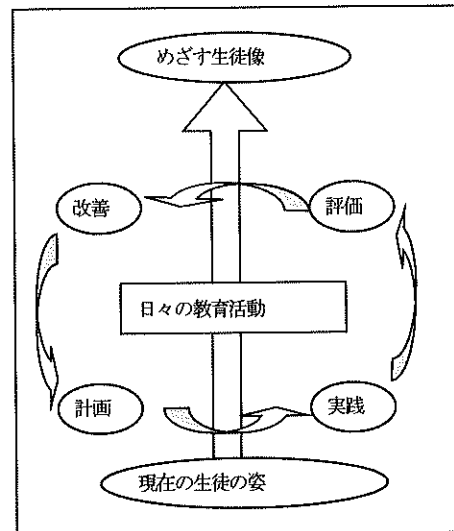 めざす生徒像
改善
評価
日々の教育活動
計画
実践
現在の生徒の姿